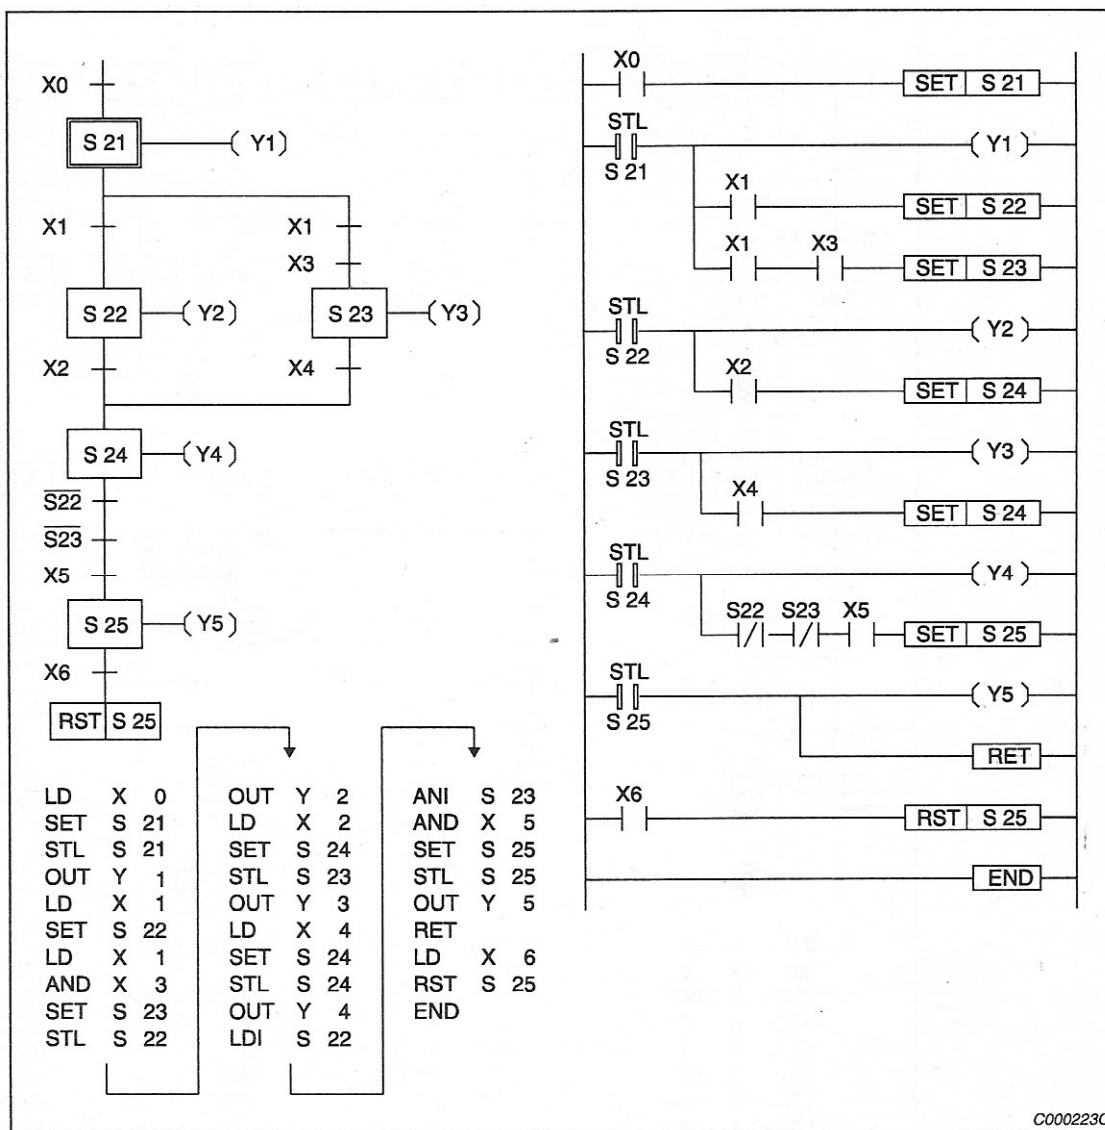 X0
S 21 ( Y1 )
X1 X1
X3
S 22 ( Y2 ) S 23 ( Y3 )
X2 X4
S 24 ( Y4 )
S̅2̅2̅
S̅2̅3̅
X5
S 25 ( Y5 )
X6
RST S 25
LD X 0
SET S 21
STL S 21
OUT Y 1
LD X 1
SET S 22
LD X 1
AND X 3
SET S 23
STL S 22
OUT Y 2
LD X 2
SET S 24
STL S 23
OUT Y 3
LD X 4
SET S 24
STL S 24
OUT Y 4
LDI S 22
ANI S 23
AND X 5
SET S 25
STL S 25
OUT Y 5
RET
LD X 6
RST S 25
END
X0
SET S 21
STL
( Y1 )
S 21
X1
SET S 22
X1 X3
SET S 23
STL
( Y2 )
S 22
X2
SET S 24
STL
( Y3 )
S 23
X4
SET S 24
STL
( Y4 )
S 24
S22 S23 X5
SET S 25
STL
( Y5 )
S 25
RET
X6
RST S 25
END